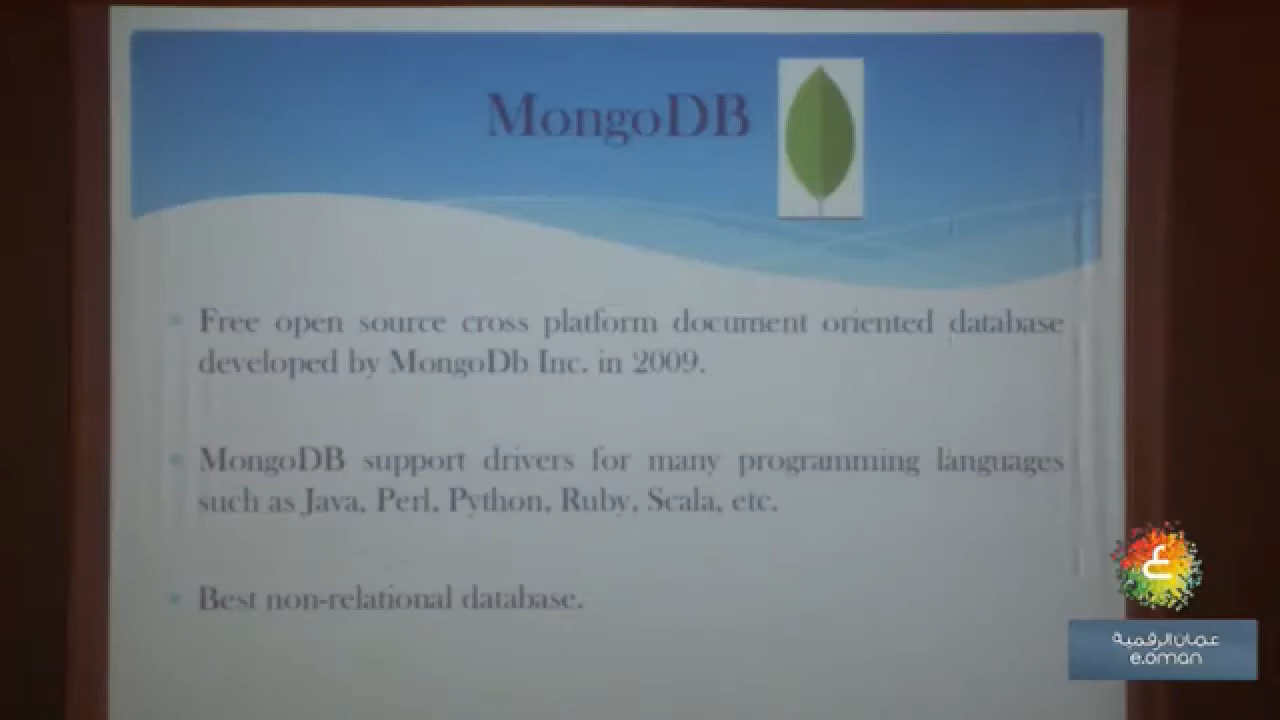 MongoDB
Free open source cross platform document oriented database
developed by MongoDb Inc. in 2009.
MongoDB support drivers for many programming languages
such as Java, Perl, Python, Ruby, Scala, etc.
Best non-relational database.
ع
عمان الرقمية
e.oman